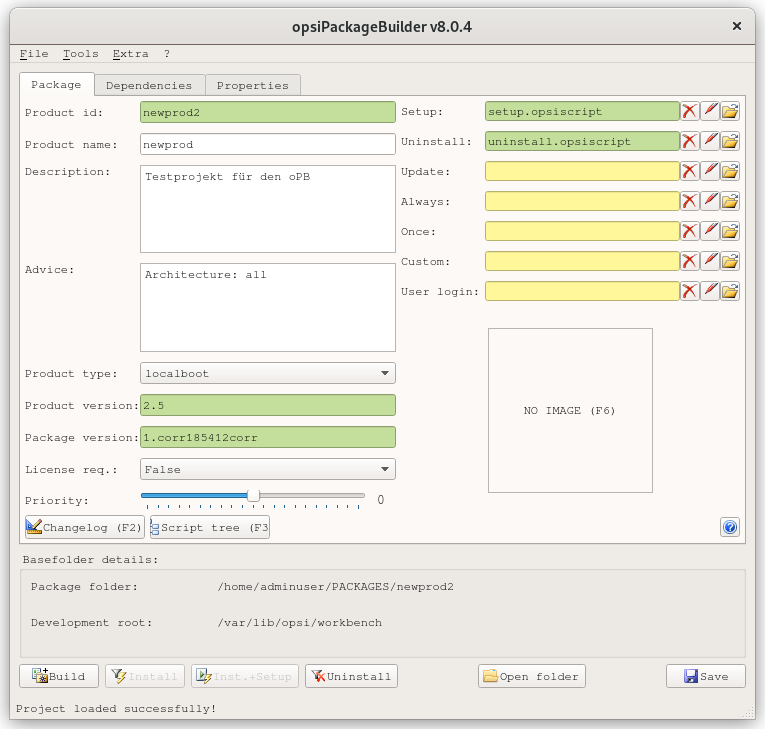 opsiPackageBuilder v8.0.4
File Tools Extra ?
Package Dependencies Properties
Product id: newprod2
Product name: newprod
Description: Testprojekt für den oPB
Advice: Architecture: all
Product type: localboot
Product version: 2.5
Package version: 1.corr185412corr
License req.: False
Priority: 0
Changelog (F2) Script tree (F3
Setup: setup.opsiscript
Uninstall: uninstall.opsiscript
Update:
Always:
Once:
Custom:
User login:
NO IMAGE (F6)
Basefolder details:
Package folder: /home/adminuser/PACKAGES/newprod2
Development root: /var/lib/opsi/workbench
Build Install Inst.+Setup Uninstall Open folder Save
Project loaded successfully!